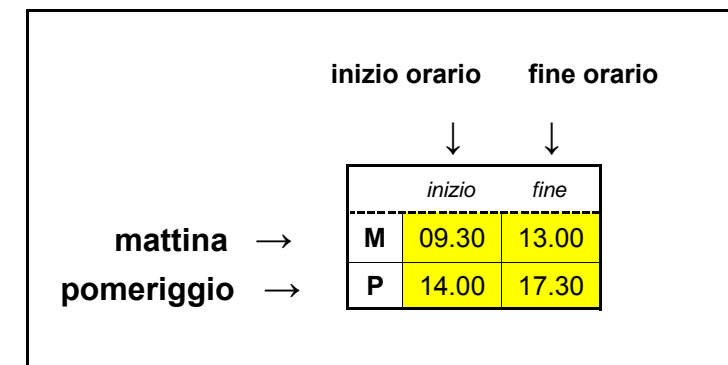 inizio orario fine orario
↓ ↓
inizio fine
mattina → M 09.30 13.00
pomeriggio → P 14.00 17.30